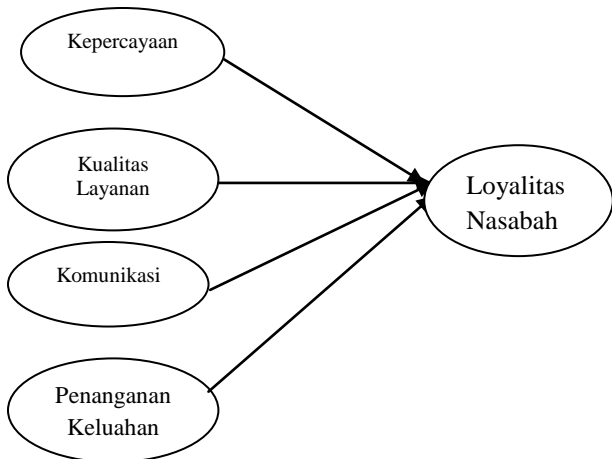 Kepercayaan
Kualitas
Layanan
Komunikasi
Penanganan
Keluahan
Loyalitas
Nasabah